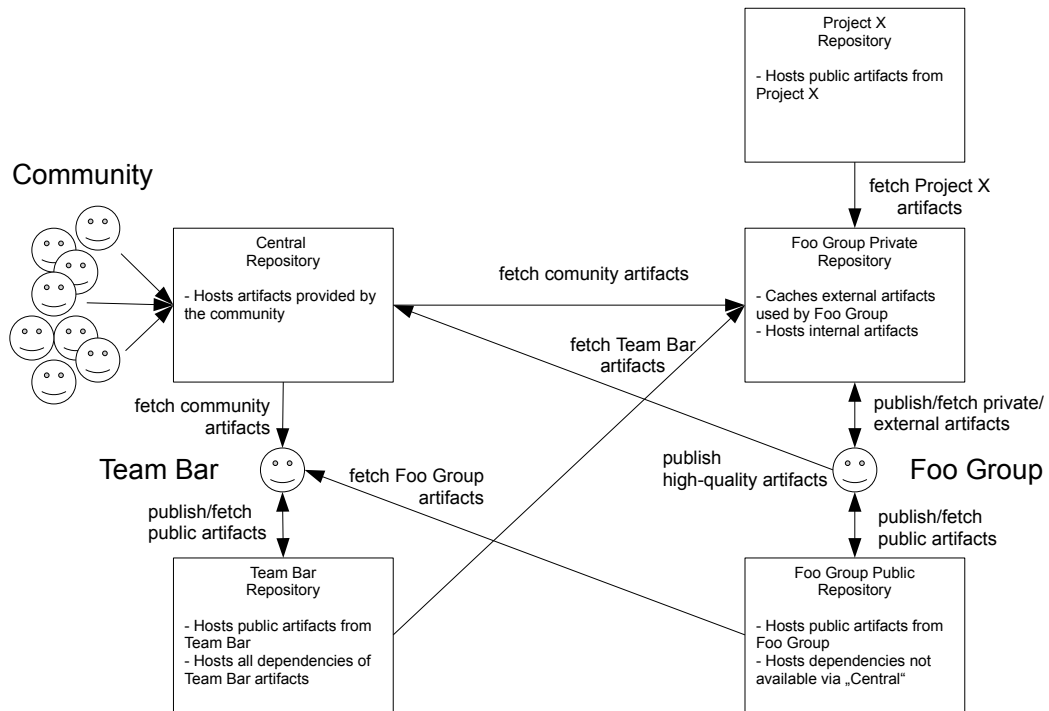 Project X
Repository
- Hosts public artifacts from
Project X
Community
fetch Project X
artifacts
Central
Repository
- Hosts artifacts provided by
the community
fetch comunity artifacts
Foo Group Private
Repository
- Caches external artifacts
used by Foo Group
- Hosts internal artifacts
fetch Team Bar
artifacts
fetch community
artifacts
publish/fetch private/
external artifacts
Team Bar
fetch Foo Group
artifacts
publish
high-quality artifacts
Foo Group
publish/fetch
public artifacts
publish/fetch
public artifacts
Team Bar
Repository
- Hosts public artifacts from
Team Bar
- Hosts all dependencies of
Team Bar artifacts
Foo Group Public
Repository
- Hosts public artifacts from
Foo Group
- Hosts dependencies not
available via „Central“